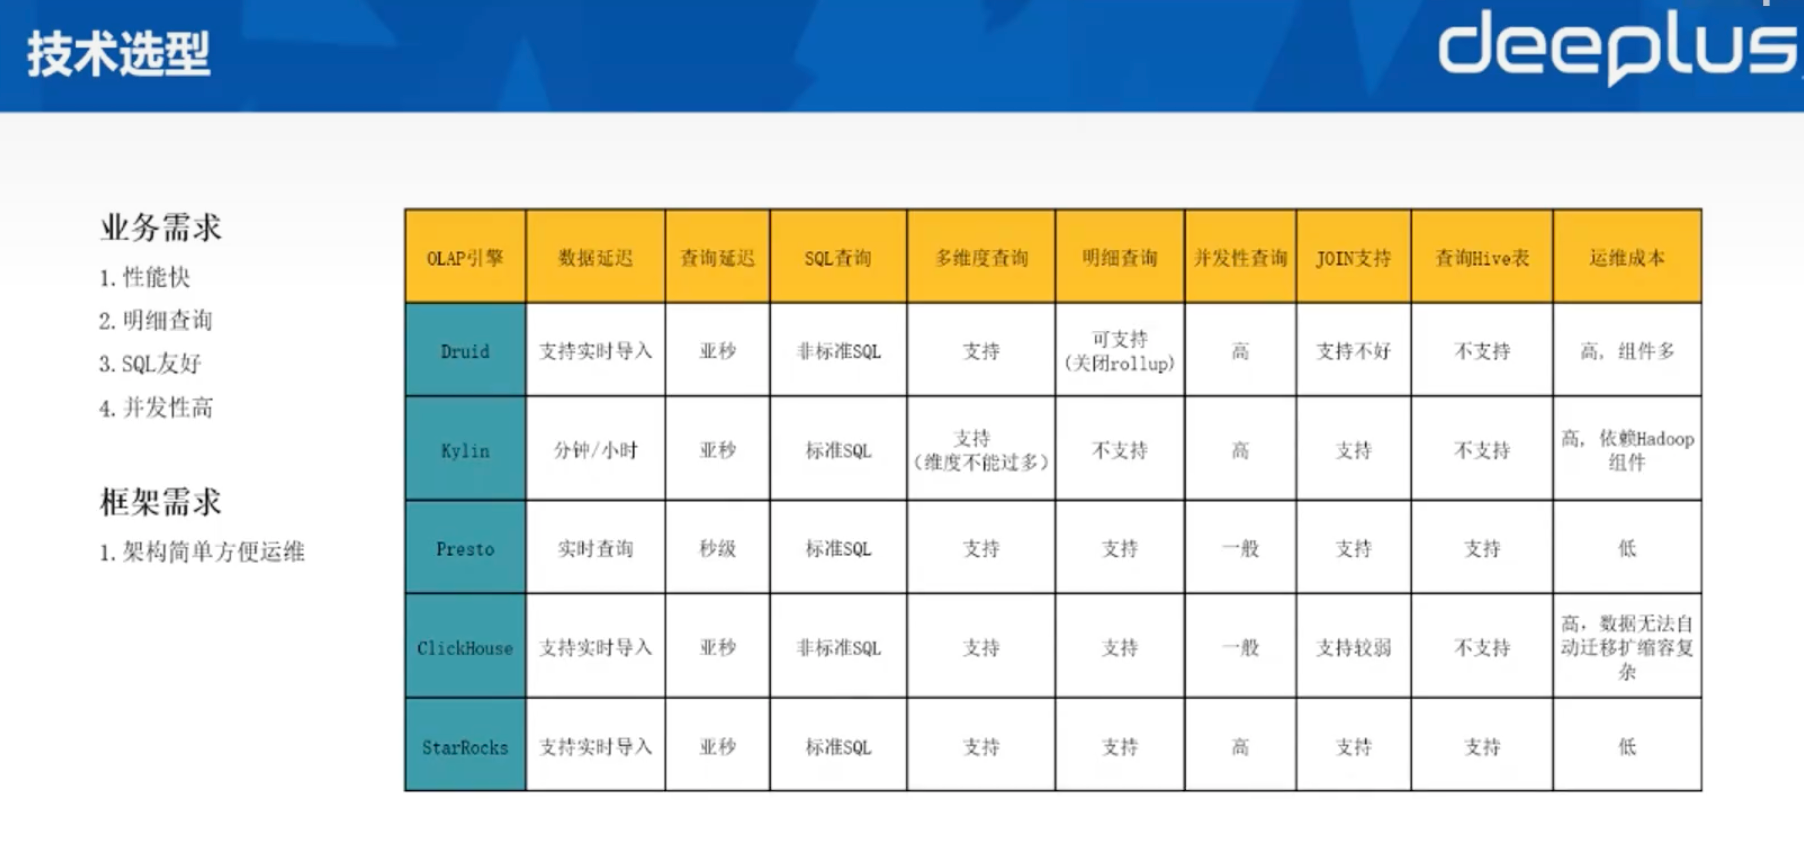 技术选型
deeplus
业务需求
1. 性能快
2. 明细查询
3. SQL友好
4. 并发性高
框架需求
1. 架构简单方便运维
OLAP引擎 数据延迟 查询延迟 SQL查询 多维度查询 明细查询 并发性查询 JOIN支持 查询Hive表 运维成本
Druid 支持实时导入 亚秒 非标准SQL 支持 可支持(关闭rollup) 高 支持不好 不支持 高，组件多
Kylin 分钟/小时 亚秒 标准SQL 支持（维度不能过多） 不支持 高 支持 不支持 高，依赖Hadoop组件
Presto 实时查询 秒级 标准SQL 支持 支持 一般 支持 支持 低
ClickHouse 支持实时导入 亚秒 非标准SQL 支持 支持 一般 支持较弱 不支持 高，数据无法自动迁移扩缩容复杂
StarRocks 支持实时导入 亚秒 标准SQL 支持 支持 高 支持 支持 低